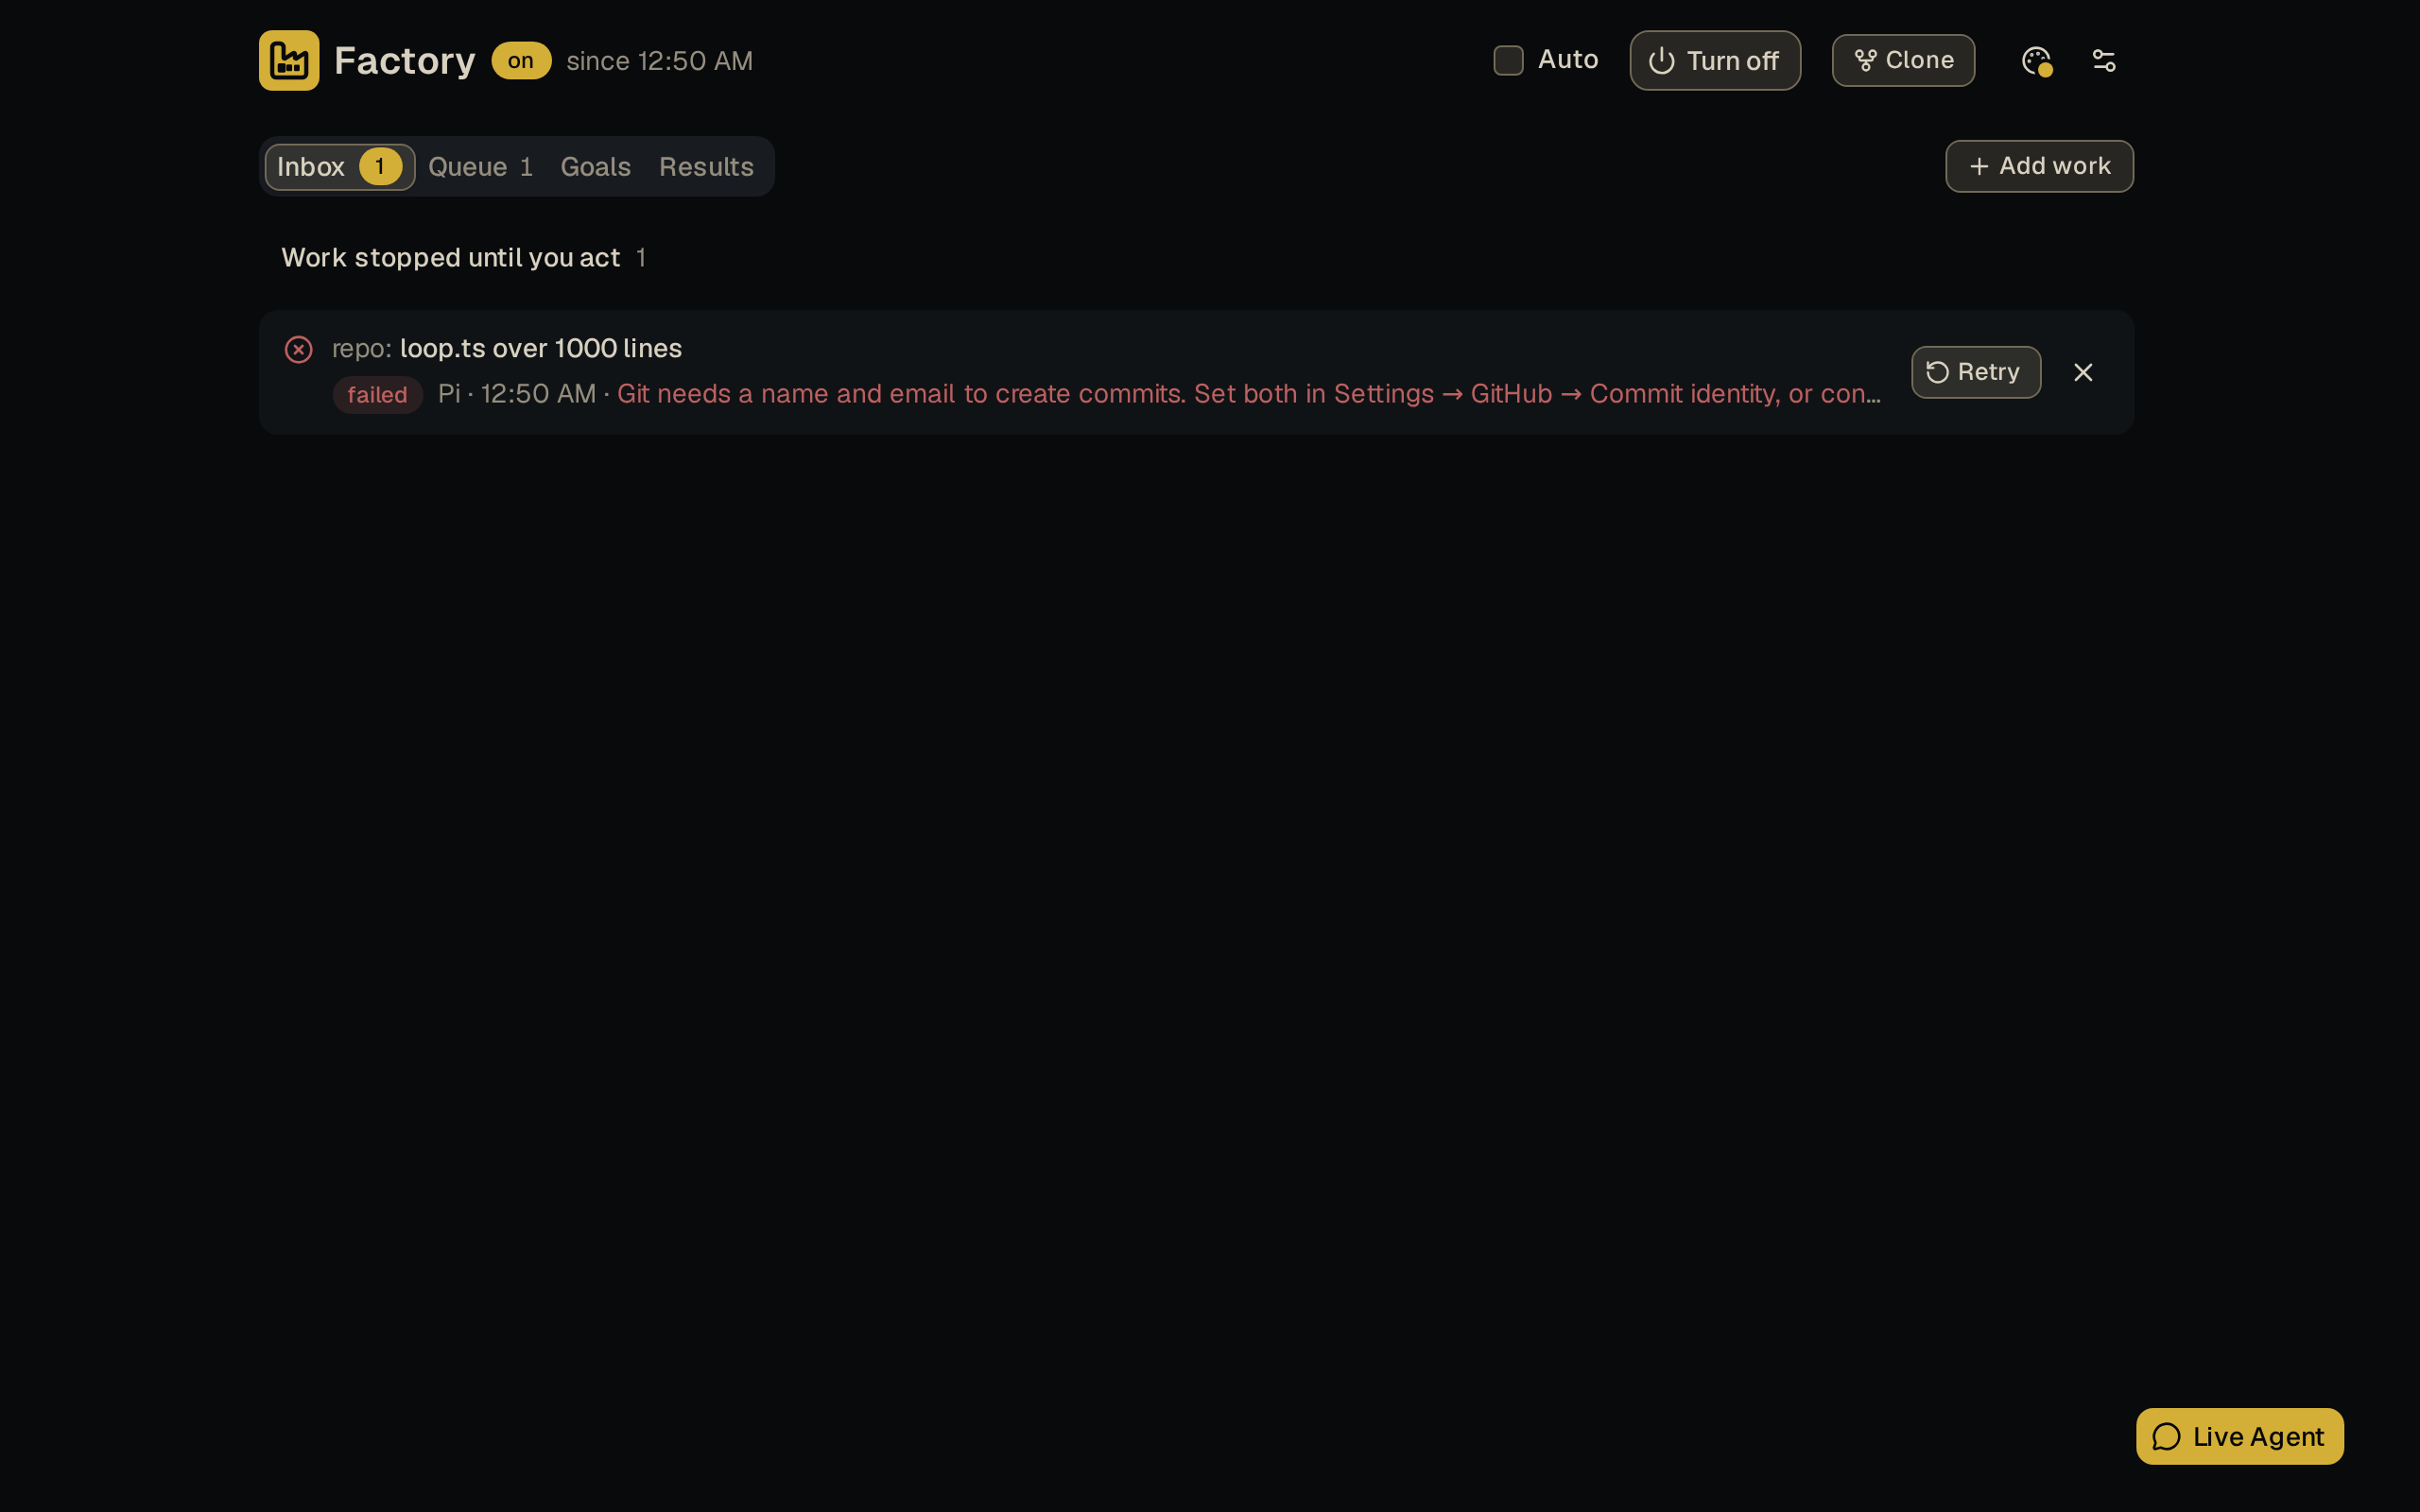 Factory on since 12:50 AM
Auto
Turn off
Clone
Inbox 1
Queue 1
Goals
Results
+ Add work
Work stopped until you act 1
repo: loop.ts over 1000 lines
failed Pi · 12:50 AM · Git needs a name and email to create commits. Set both in Settings → GitHub → Commit identity, or con…
Retry
Live Agent